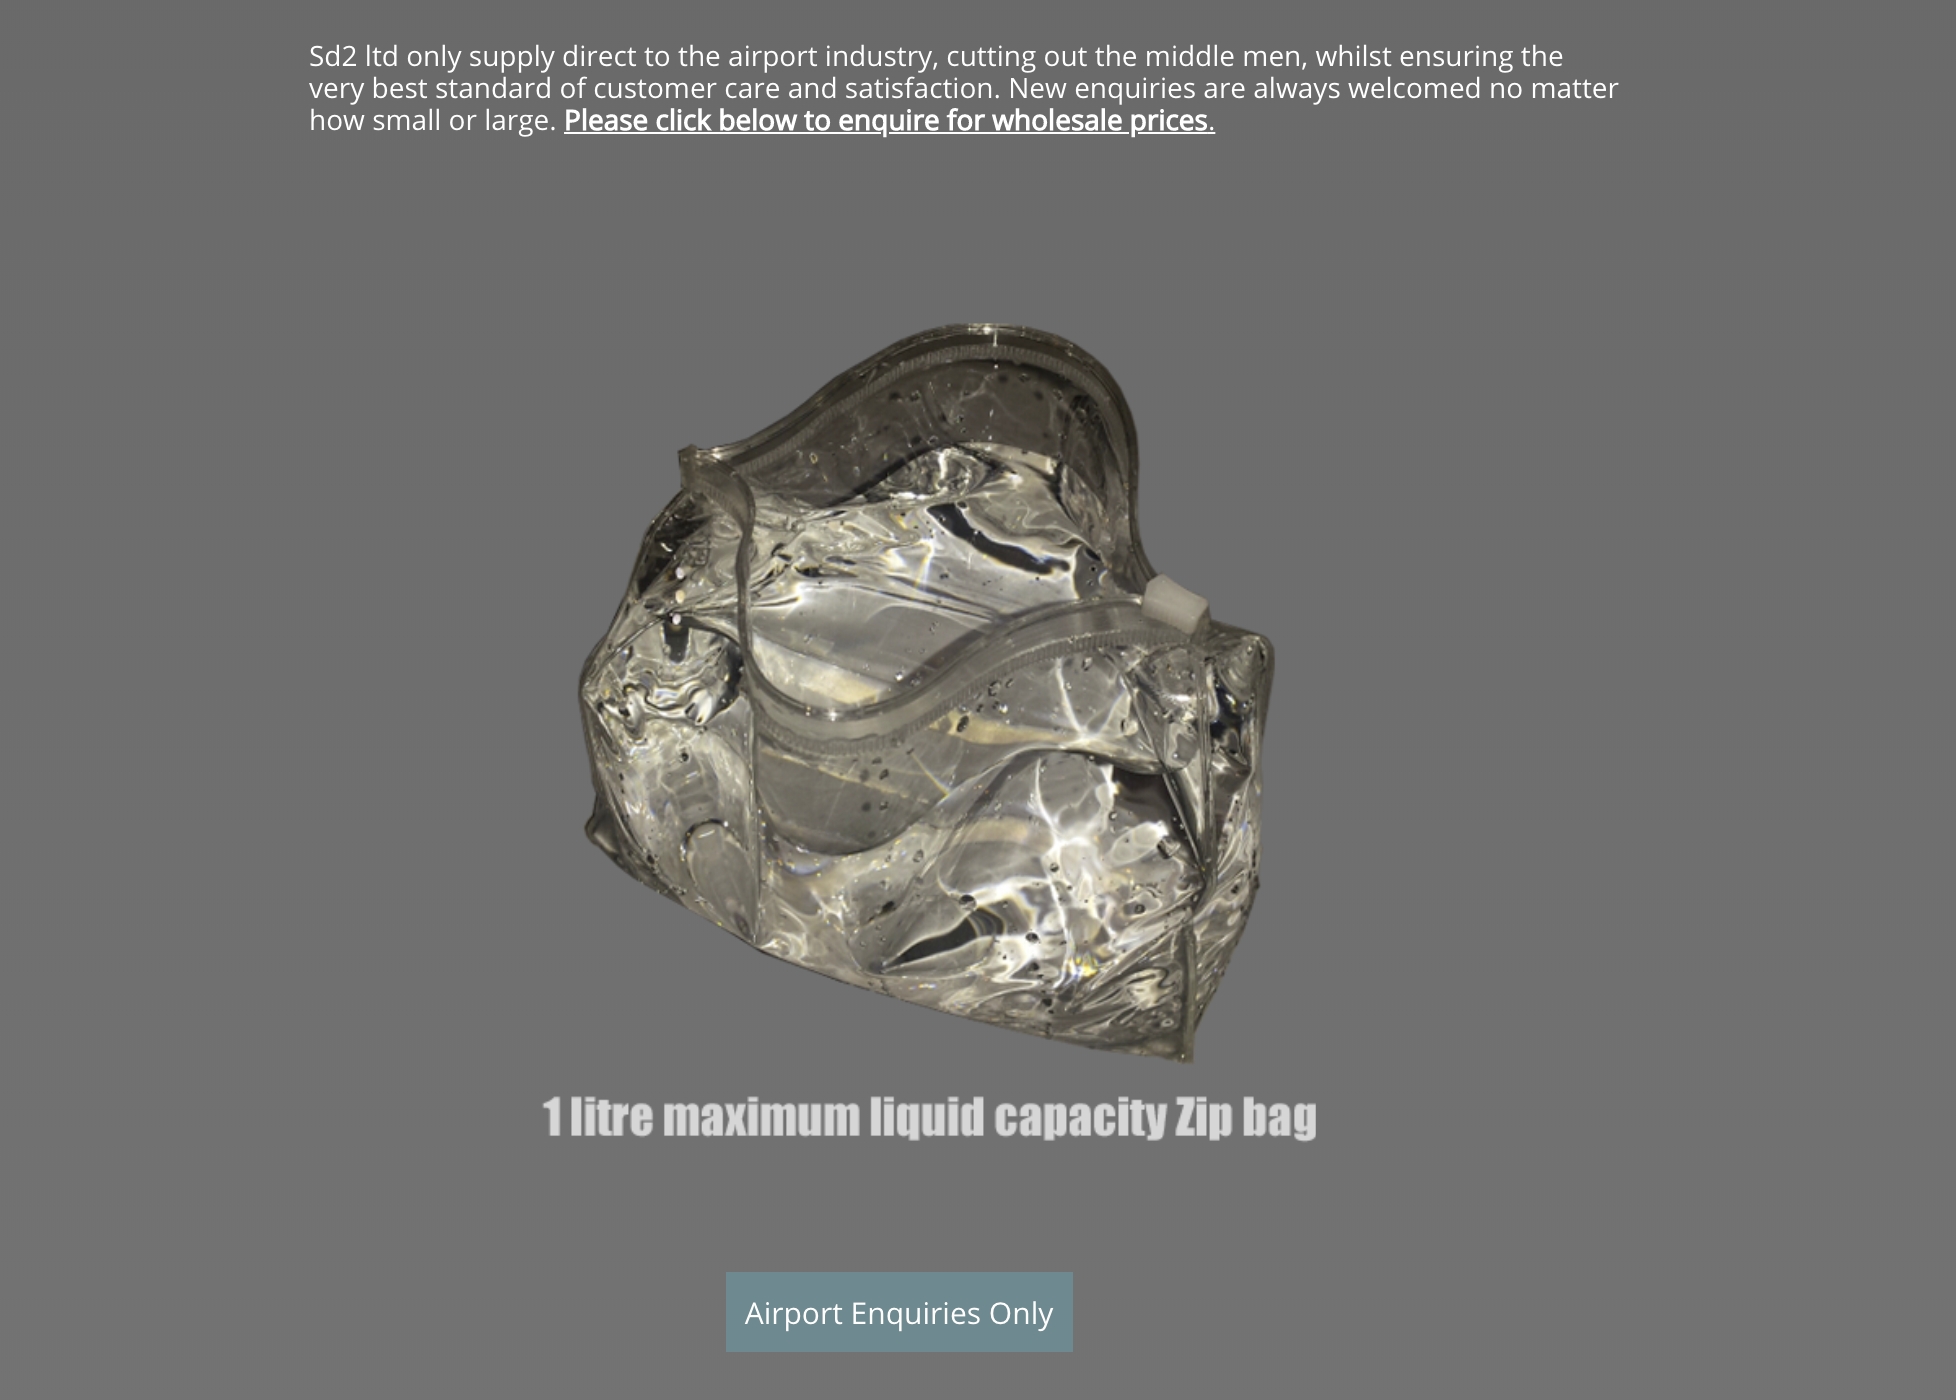 Sd2 ltd only supply direct to the airport industry, cutting out the middle men, whilst ensuring the
very best standard of customer care and satisfaction. New enquiries are always welcomed no matter
how small or large. Please click below to enquire for wholesale prices.
1 litre maximum liquid capacity Zip bag
Airport Enquiries Only